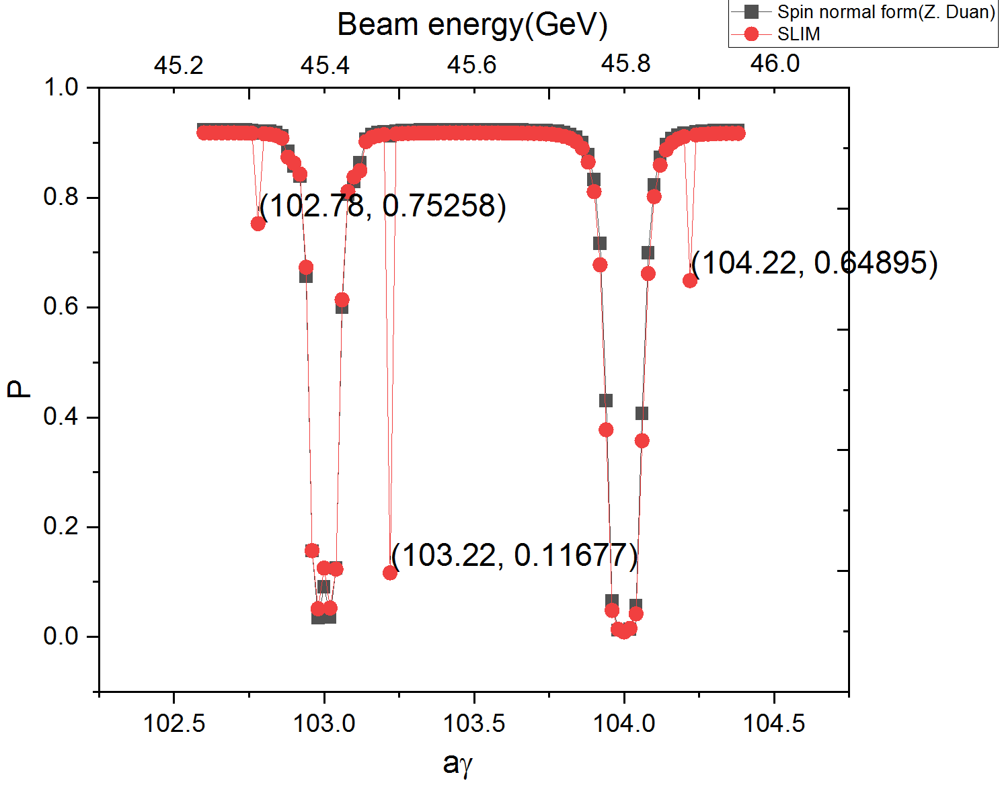 Beam energy(GeV)
Spin normal form(Z. Duan)
SLIM
45.2 45.4 45.6 45.8 46.0
1.0
0.8
(102.78, 0.75258)
(104.22, 0.64895)
0.6
P
0.4
0.2
(103.22, 0.11677)
0.0
102.5 103.0 103.5 104.0 104.5
aγ